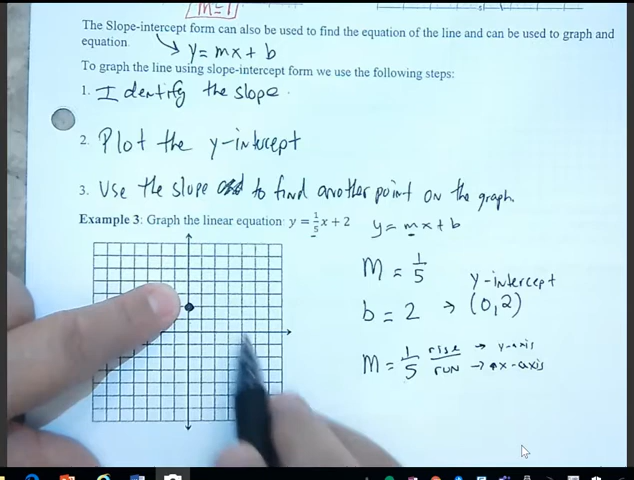 m=1
The Slope-intercept form can also be used to find the equation of the line and can be used to graph and
equation.
y=mx+b
To graph the line using slope-intercept form we use the following steps:
1. Identify the slope.
2. Plot the y-intercept
3. Use the slope to find another point on the graph.
Example 3: Graph the linear equation: y = 1/5 x + 2 y = mx + b
m = 1/5
y-intercept
b = 2 → (0,2)
m = 1/5 rise → y-axis
run → x-axis